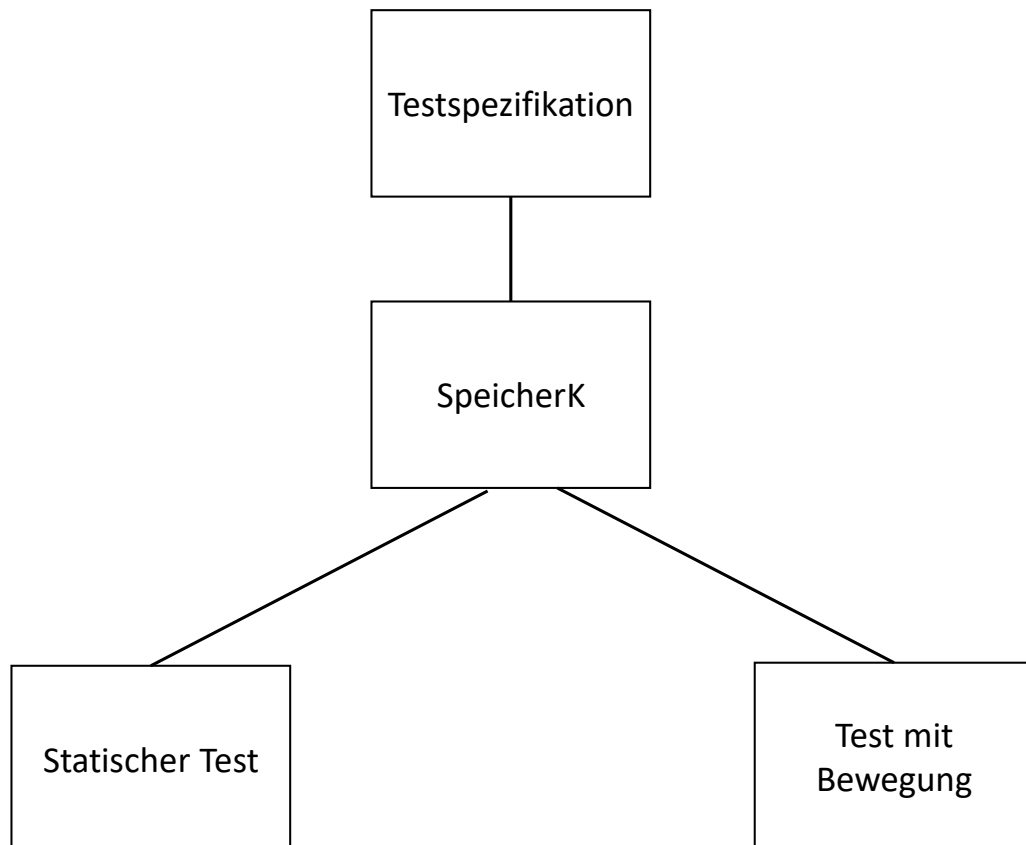 Testspezifikation
SpeicherK
Statischer Test
Test mit
Bewegung